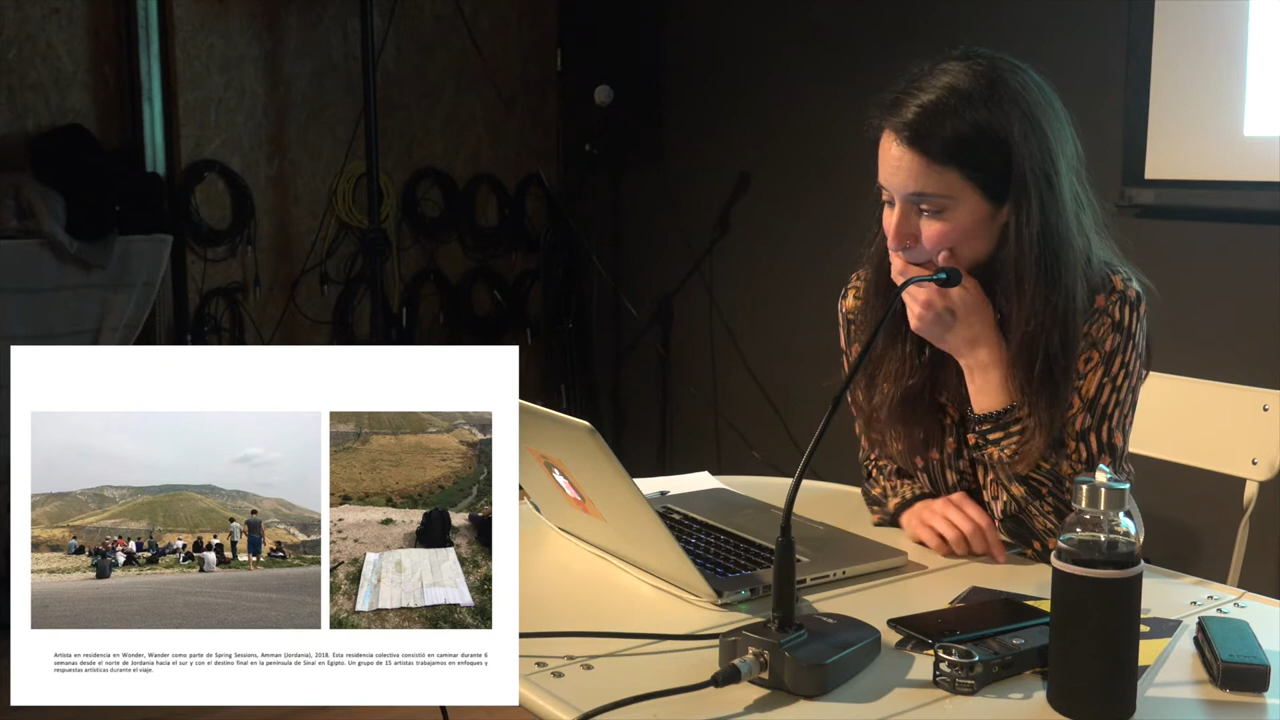 Artista en residencia en Wonder, Wander como parte de Spring Sessions, Amman (Jordania), 2018. Esta residencia colectiva consistió en caminar durante 6
semanas desde el norte de Jordania hacia el sur y con el destino final en la península de Sinaí en Egipto. Un grupo de 15 artistas trabajamos en enfoques y
respuestas artísticas durante el viaje.